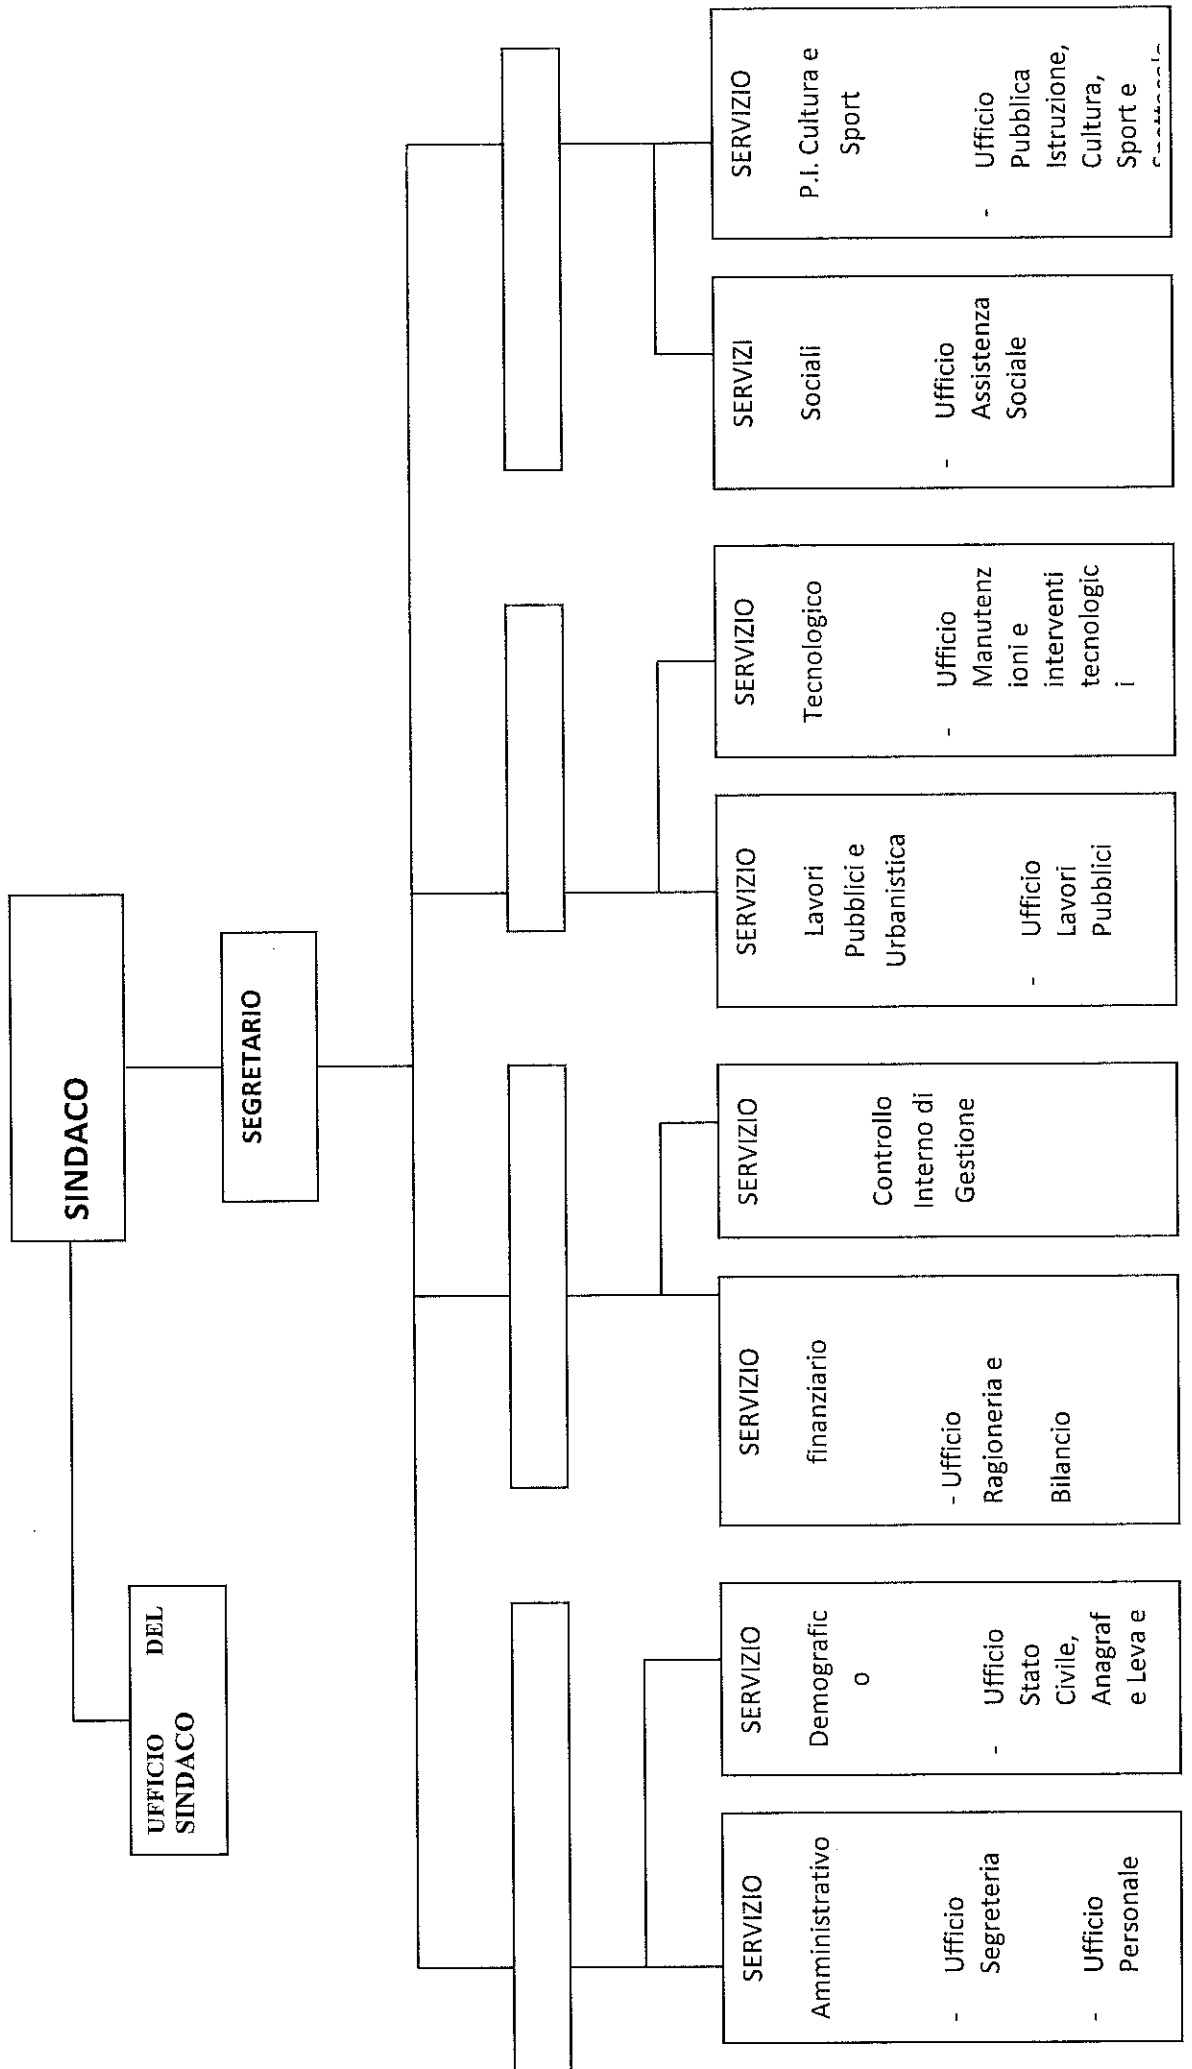 SINDACO
UFFICIO DEL
SINDACO
SEGRETARIO
SERVIZIO
Amministrativo
- Ufficio
Segreteria
- Ufficio
Personale
SERVIZIO
Demografic
o
- Ufficio
Stato
Civile,
Anagraf
e Leva e
SERVIZIO
finanziario
- Ufficio
Ragioneria e
Bilancio
SERVIZIO
Controllo
Interno di
Gestione
SERVIZIO
Lavori
Pubblici e
Urbanistica
- Ufficio
Lavori
Pubblici
SERVIZIO
Tecnologico
- Ufficio
Manutenz
ioni e
interventi
tecnologic
i
SERVIZI
Sociali
- Ufficio
Assistenza
Sociale
SERVIZIO
P.I. Cultura e
Sport
- Ufficio
Pubblica
Istruzione,
Cultura,
Sport e